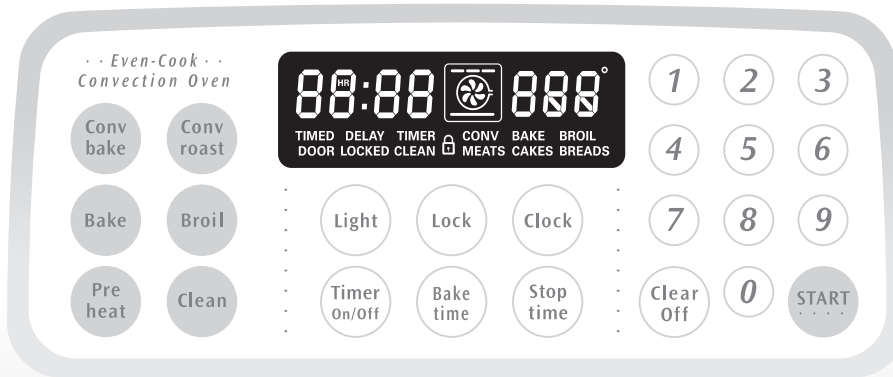 · · Even-Cook · ·
Convection Oven
Conv
bake
Conv
roast
Bake
Broil
Pre
heat
Clean
88:88 HR 888°
TIMED DELAY TIMER CONV BAKE BROIL
DOOR LOCKED CLEAN MEATS CAKES BREADS
Light
Lock
Clock
Timer
On/Off
Bake
time
Stop
time
1 2 3
4 5 6
7 8 9
Clear
Off
0
START